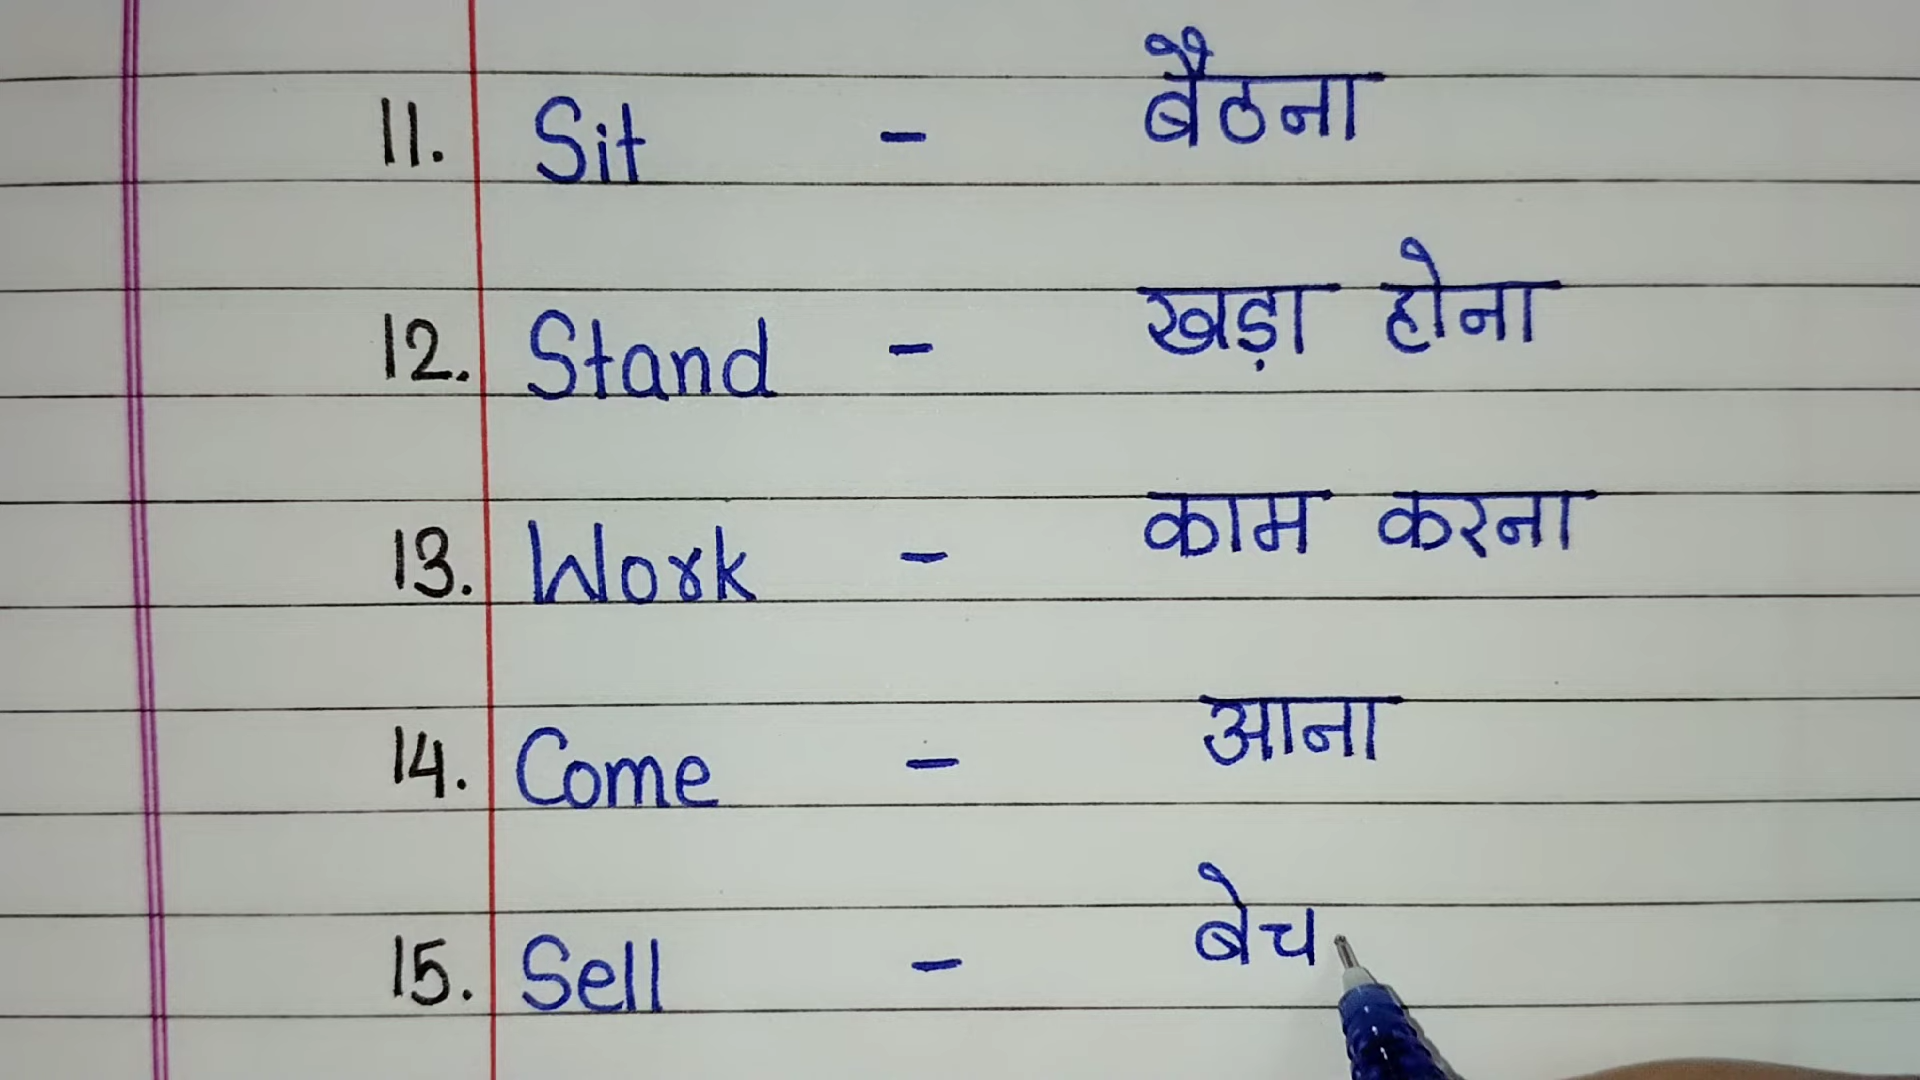 11. Sit - बैठना
12. Stand - खड़ा होना
13. Work - काम करना
14. Come - आना
15. Sell - बेच